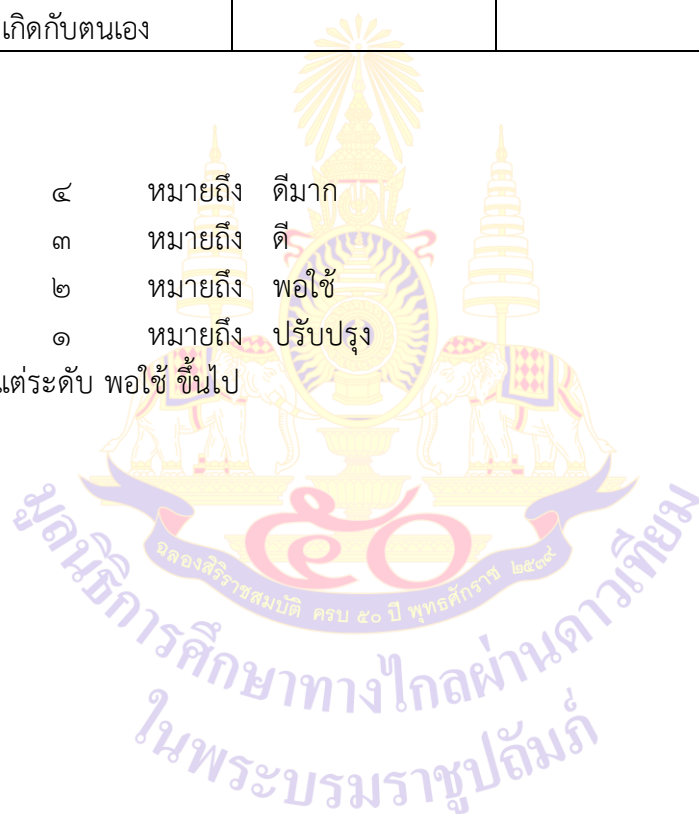 เกิดกับตนเอง
๔ หมายถึง ดีมาก
๓ หมายถึง ดี
๒ หมายถึง พอใช้
๑ หมายถึง ปรับปรุง
แต่ระดับ พอใช้ ขึ้นไป
๕๐
ฉลองสิริราชสมบัติ ครบ ๕๐ ปี พุทธศักราช ๒๕๓๙
มูลนิธิการศึกษาทางไกลผ่านดาวเทียม
ในพระบรมราชูปถัมภ์